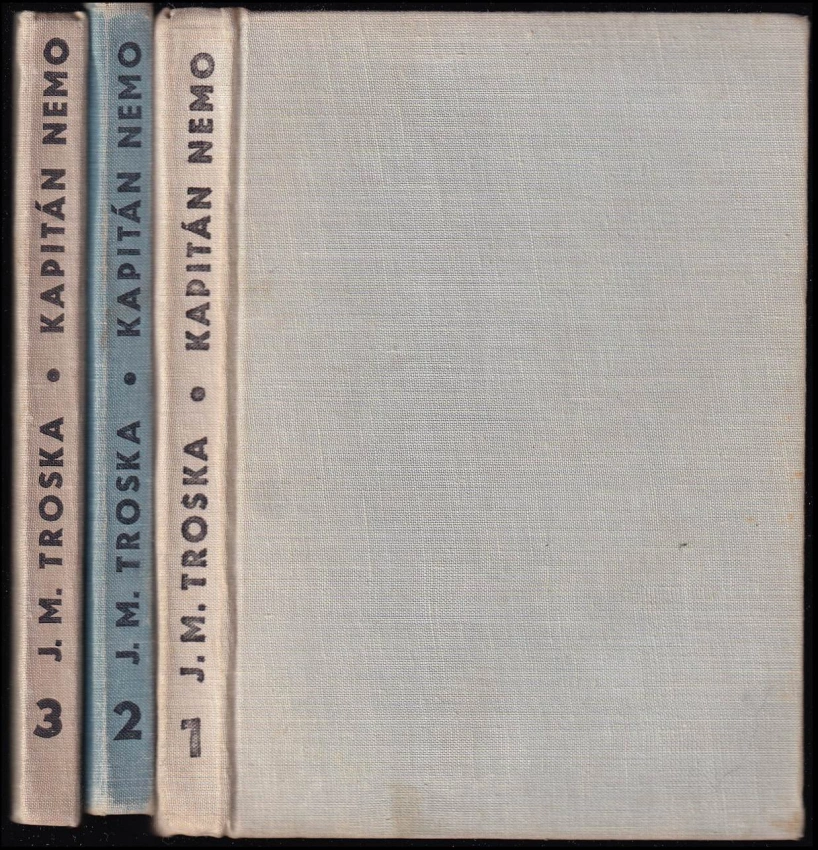 3 J. M. TROSKA • KAPITÁN NEMO
2 J. M. TROSKA • KAPITÁN NEMO
1 J. M. TROSKA • KAPITÁN NEMO